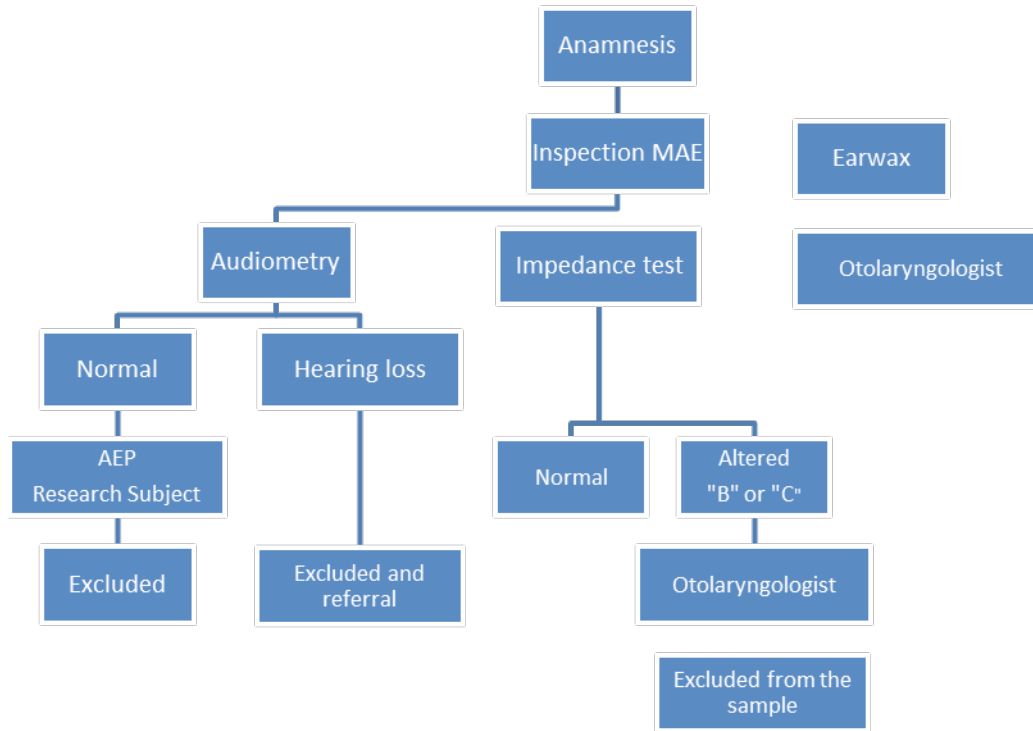 Anamnesis
Inspection MAE
Earwax
Audiometry
Impedance test
Otolaryngologist
Normal
Hearing loss
AEP
Research Subject
Normal
Altered
"B" or "C"
Excluded
Excluded and
referral
Otolaryngologist
Excluded from the
sample